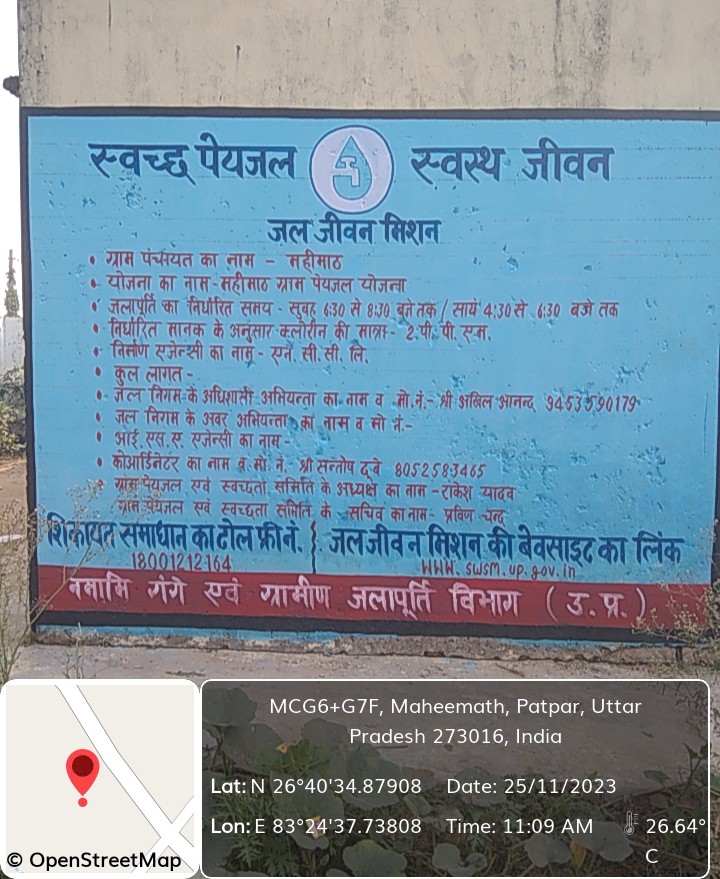 स्वच्छ पेयजल स्वस्थ जीवन
जल जीवन मिशन
• ग्राम पंचायत का नाम - महीमाठ
• योजना का नाम - महीमाठ ग्राम पेयजल योजना
• जलापूर्ति का निर्धारित समय - सुबह 6:30 से 8:30 बजे तक / सायं 4:30 से 6:30 बजे तक
• निर्धारित मानक के अनुसार क्लोरीन की मात्रा - 2 पी. पी. एम.
• निर्माण एजेन्सी का नाम - एन. सी. सी. लि.
• कुल लागत -
• जल निगम के अधिशासी अभियन्ता का नाम व मो.नं. - श्री अखिल आनन्द 9453590179
• जल निगम के अवर अभियन्ता का नाम व मो नं -
• आई. एस. ए. एजेन्सी का नाम -
• कोआर्डिनेटर का नाम व. मो. नं. श्री सन्तोष दूबे 8052583465
• ग्राम पेयजल एवं स्वच्छता समिति के अध्यक्ष का नाम - राकेश यादव
ग्राम पेयजल एवं स्वच्छता समिति के सचिव का नाम - प्रविण चन्द
शिकायत समाधान का टोल फ्री नं. जल जीवन मिशन की बेवसाइट का लिंक
18001212164 WWW. swsm.up.gov.in
नमामि गंगे एवं ग्रामीण जलापूर्ति विभाग (उ.प्र.)
MCG6+G7F, Maheemath, Patpar, Uttar
Pradesh 273016, India
Lat: N 26°40'34.87908 Date: 25/11/2023
Lon: E 83°24'37.73808 Time: 11:09 AM 26.64°
C
© OpenStreetMap